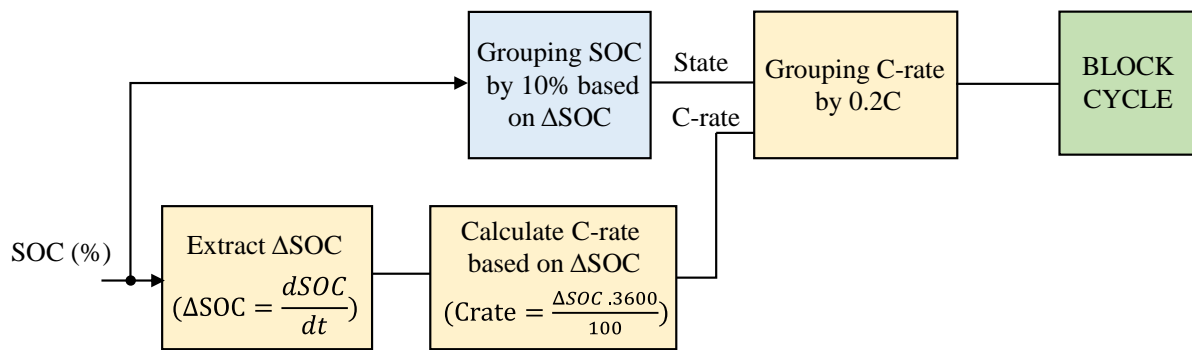 Grouping SOC
by 10% based
on ΔSOC
State
C-rate
Grouping C-rate
by 0.2C
BLOCK
CYCLE
SOC (%)
Extract ΔSOC
(ΔSOC = dSOC/dt)
Calculate C-rate
based on ΔSOC
(Crate = ΔSOC .3600/100)